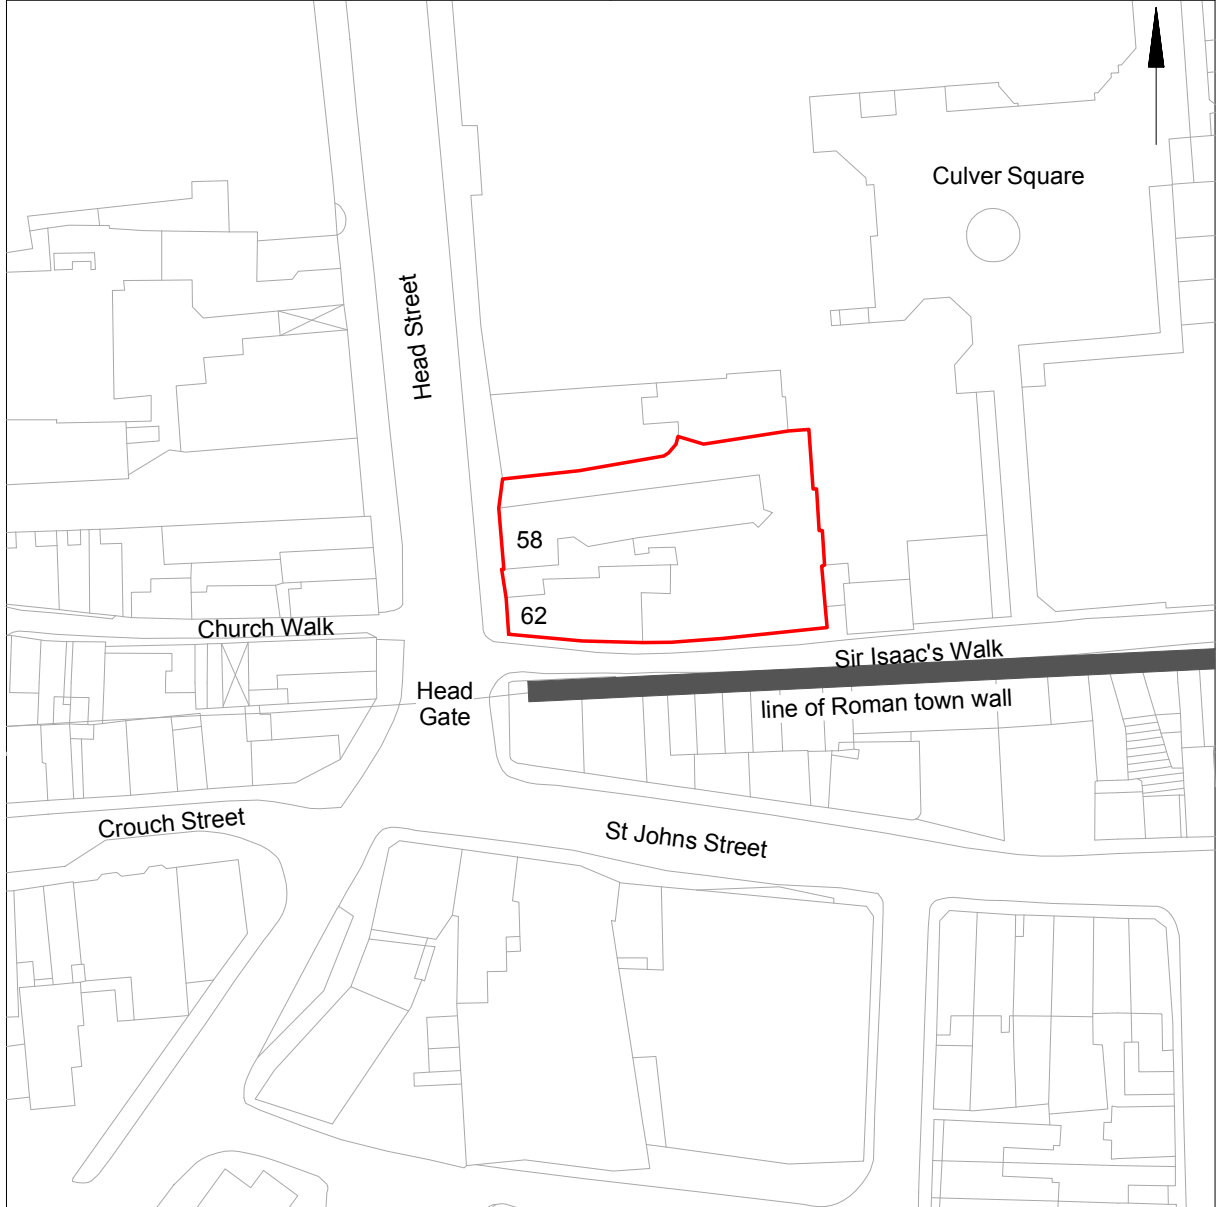 Culver Square
Head Street
58
62
Church Walk
Sir Isaac's Walk
Head
Gate
line of Roman town wall
Crouch Street
St Johns Street